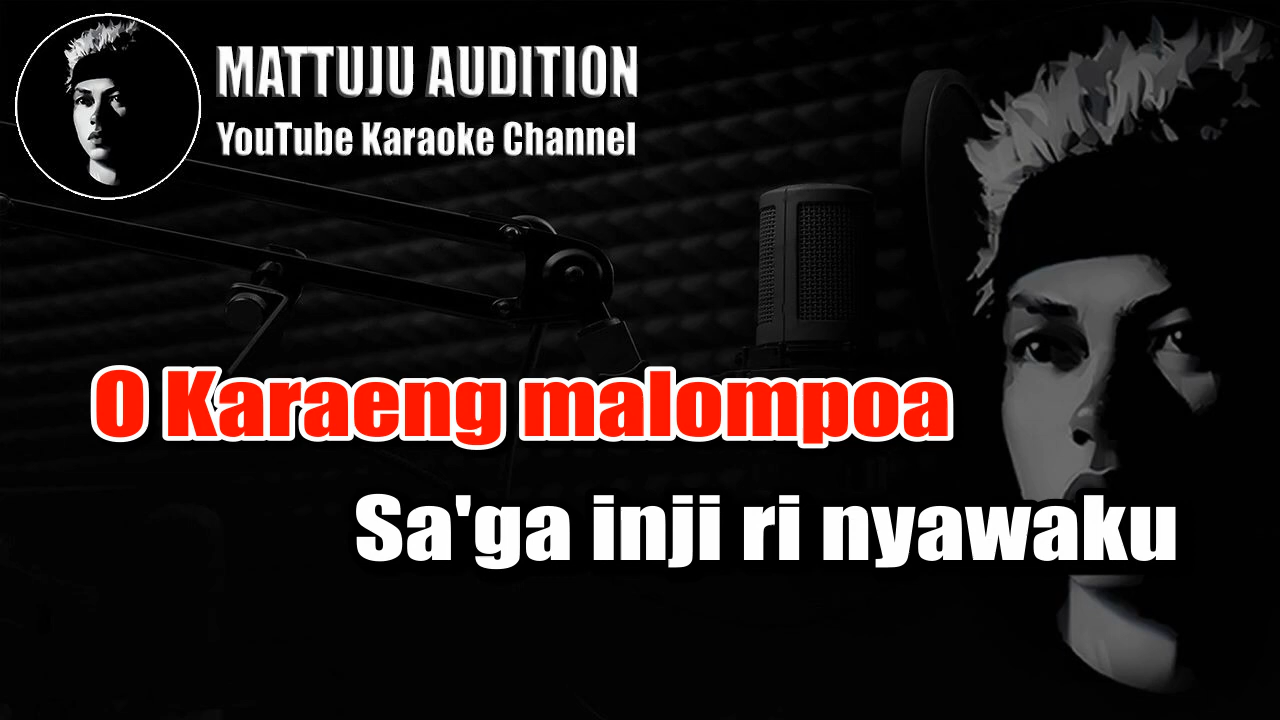 MATTUJU AUDITION
YouTube Karaoke Channel
O Karaeng malompoa
Sa'ga inji ri nyawaku